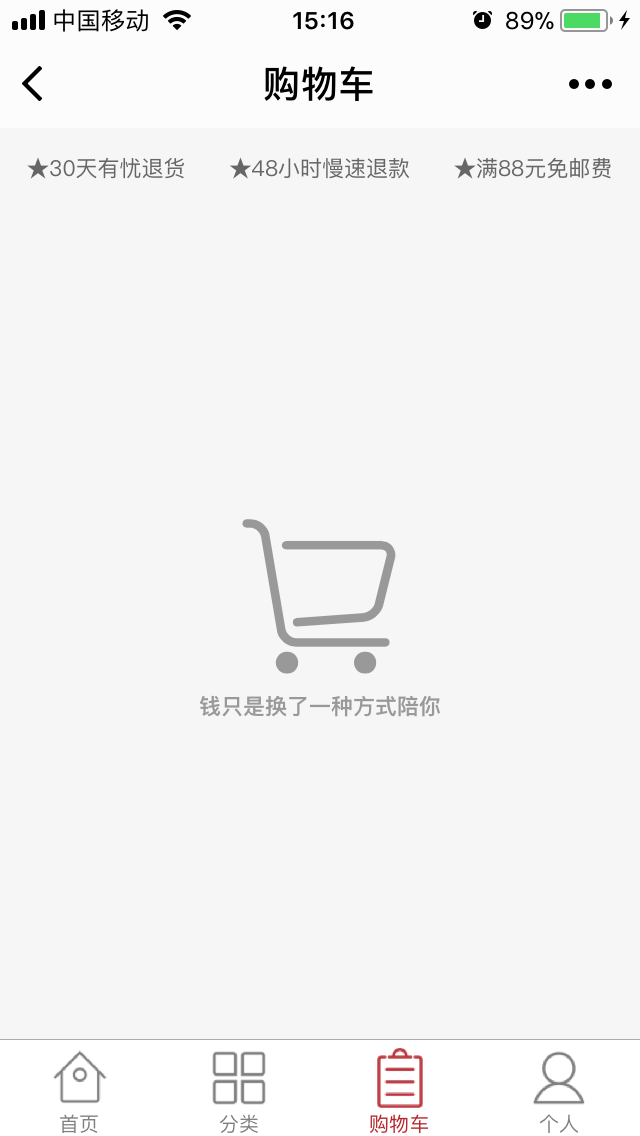 中国移动 15:16 89%
购物车
★30天有忧退货 ★48小时慢速退款 ★满88元免邮费
钱只是换了一种方式陪你
首页 分类 购物车 个人